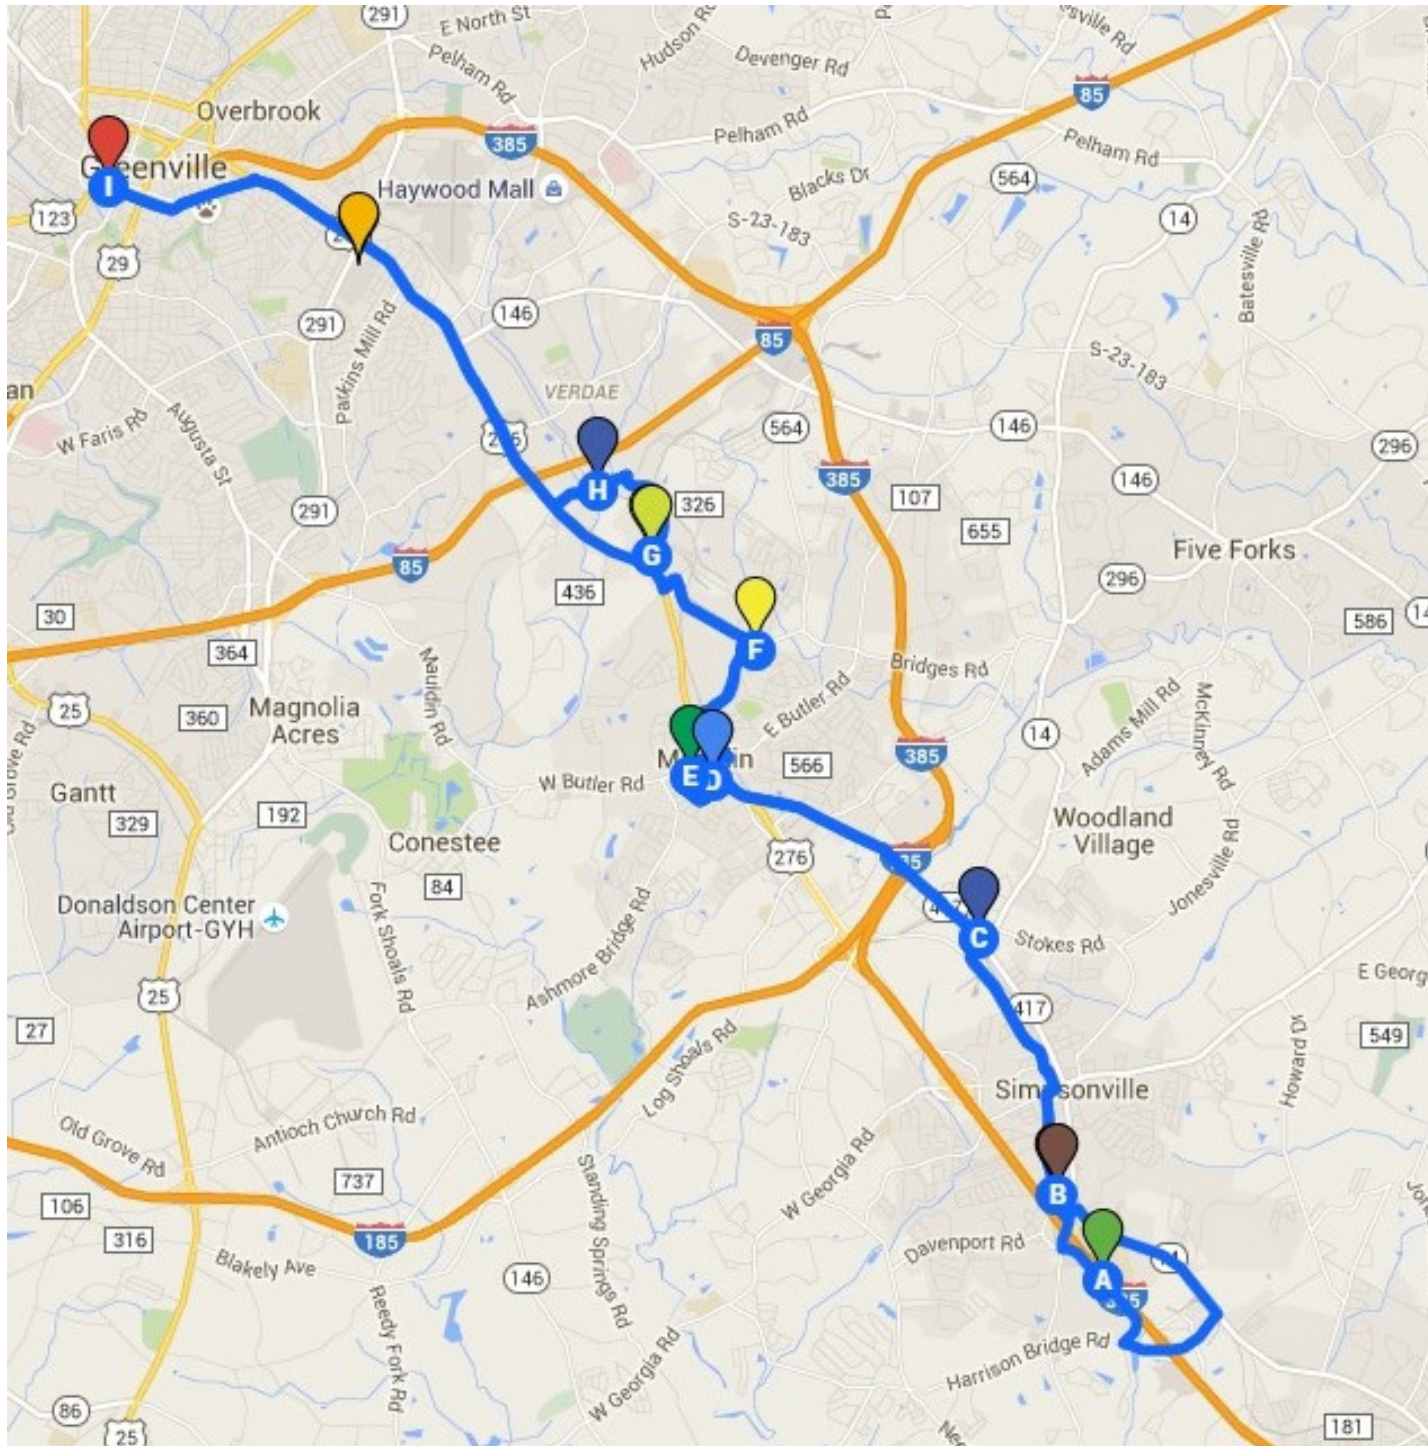 291
E North St
Hudson Rd
Devenger Rd
Pelham Rd
Overbrook
385
85
Pelham Rd
Pelham Rd
Greenville
I
Haywood Mall
Blacks Dr
564
123
S-23-183
14
Batesville Rd
29
291
146
85
Parkins Mill Rd
S-23-183
VERDAE
W Faris Rd
Augusta St
564
146
296
385
146
H
326
107
291
655
Five Forks
G
85
436
296
30
586
364
F
Bridges Rd
Mauldin Rd
E Butler Rd
25
360
Magnolia
Acres
Adams Mill Rd
McKinney Rd
14
385
566
W Butler Rd
E
D
Gantt
329
192
Conestee
276
Woodland
Village
Jonesville Rd
84
Donaldson Center
Airport-GYH
Fork Shoals Rd
Ashmore Bridge Rd
C
Stokes Rd
25
417
27
Log Shoals Rd
549
Howard Dr
Simpsonville
Old Grove Rd
Antioch Church Rd
W Georgia Rd
Standing Springs Rd
737
106
B
316
185
Davenport Rd
Blakely Ave
146
A
Reedy Fork Rd
Harrison Bridge Rd
W Georgia Rd
86
25
181